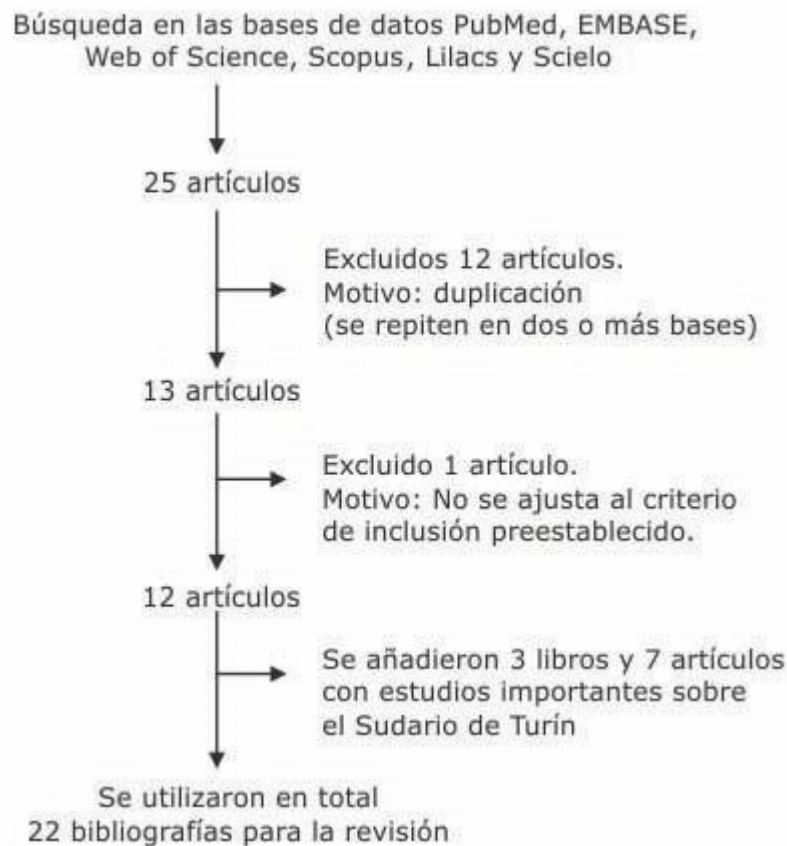 Búsqueda en las bases de datos PubMed, EMBASE,
Web of Science, Scopus, Lilacs y Scielo
25 artículos
Excluidos 12 artículos.
Motivo: duplicación
(se repiten en dos o más bases)
13 artículos
Excluido 1 artículo.
Motivo: No se ajusta al criterio
de inclusión preestablecido.
12 artículos
Se añadieron 3 libros y 7 artículos
con estudios importantes sobre
el Sudario de Turín
Se utilizaron en total
22 bibliografías para la revisión